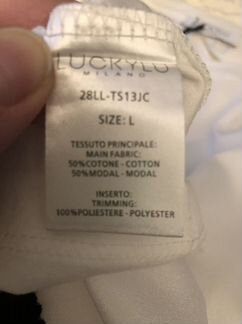 LUCKYLU
MILANO
28LL-TS13JC
SIZE: L
TESSUTO PRINCIPALE:
MAIN FABRIC:
50%COTONE - COTTON
50%MODAL - MODAL
INSERTO:
TRIMMING:
100%POLIESTERE - POLYESTER